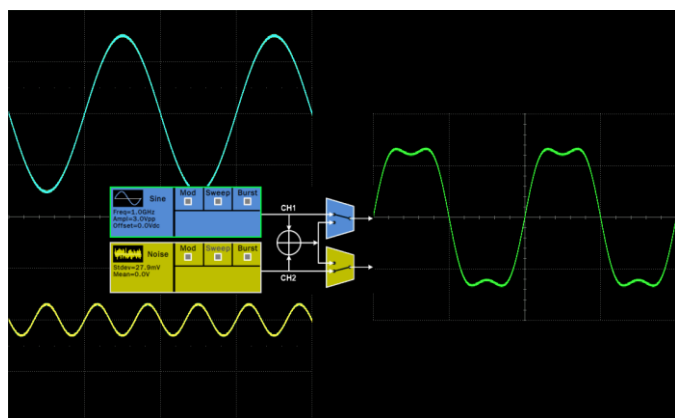 Sine
Mod
Sweep
Burst
Freq=1.0GHz
Ampl=3.0Vpp
Offset=0.0Vdc
CH1
Noise
Mod
Sweep
Burst
Stdev=27.9mV
Mean=0.0V
CH2